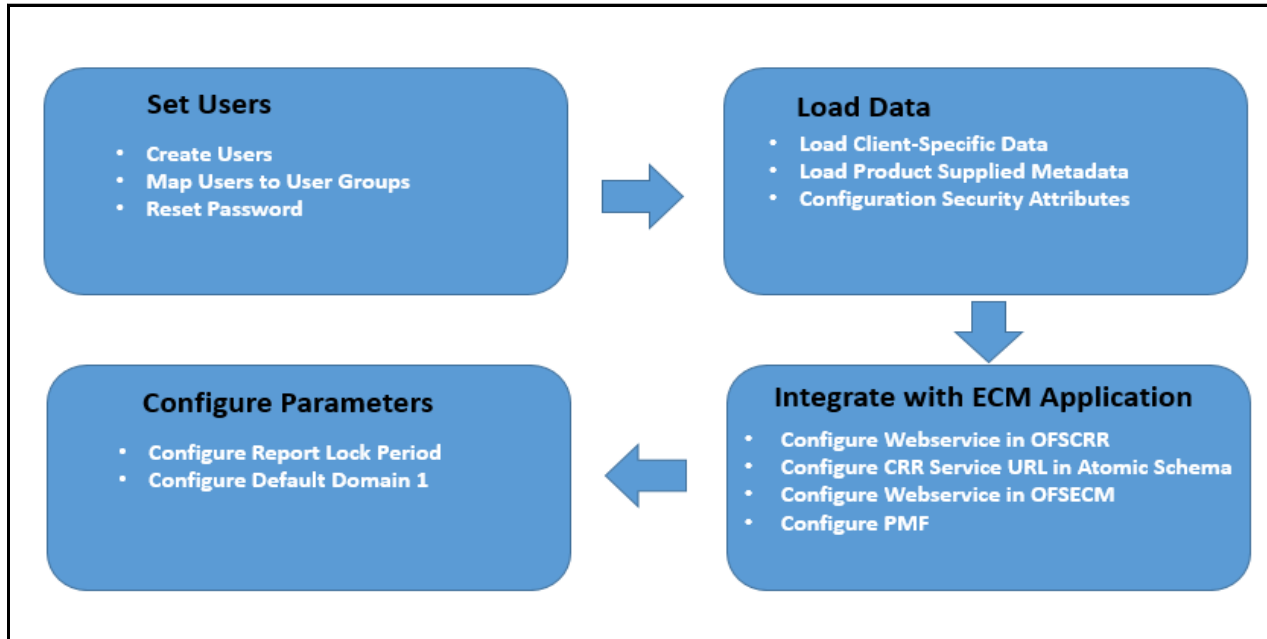 Set Users
• Create Users
• Map Users to User Groups
• Reset Password
Load Data
• Load Client-Specific Data
• Load Product Supplied Metadata
• Configuration Security Attributes
Integrate with ECM Application
• Configure Webservice in OFSCRR
• Configure CRR Service URL in Atomic Schema
• Configure Webservice in OFSECM
• Configure PMF
Configure Parameters
• Configure Report Lock Period
• Configure Default Domain 1